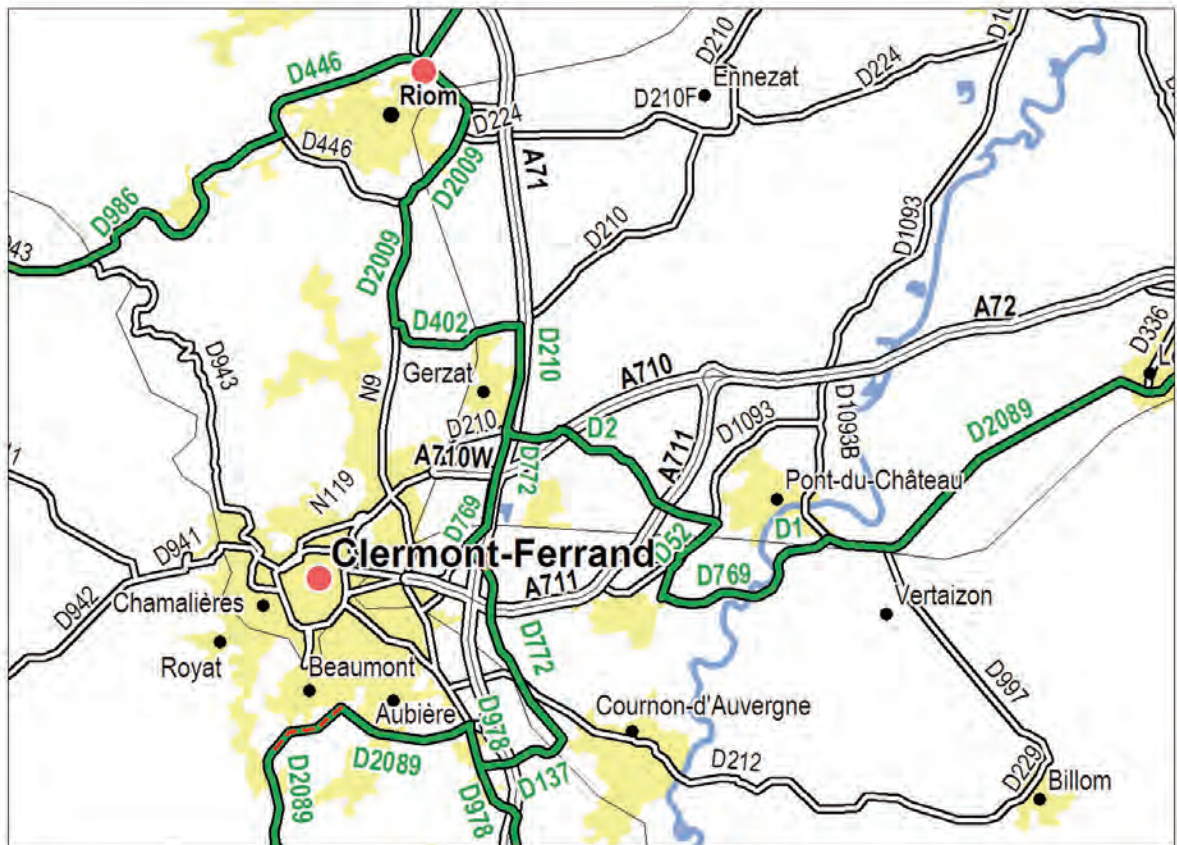 D446
Riom
D224
D210
Ennezat
D210F
D224
D446
D2009
A71
D986
D210
D1093
D2009
D402
D210
A72
D336
D943
N9
Gerzat
A710
D210
D1093
D1093B
D2089
D2
A710W
D772
A711
Pont-du-Château
N119
D769
D1
D52
Clermont-Ferrand
D941
A711
D769
Chamalières
Vertaizon
D942
D772
Royat
Beaumont
Cournon-d'Auvergne
D997
Aubière
D978
D2089
D137
D212
D229
D2089
D978
Billom